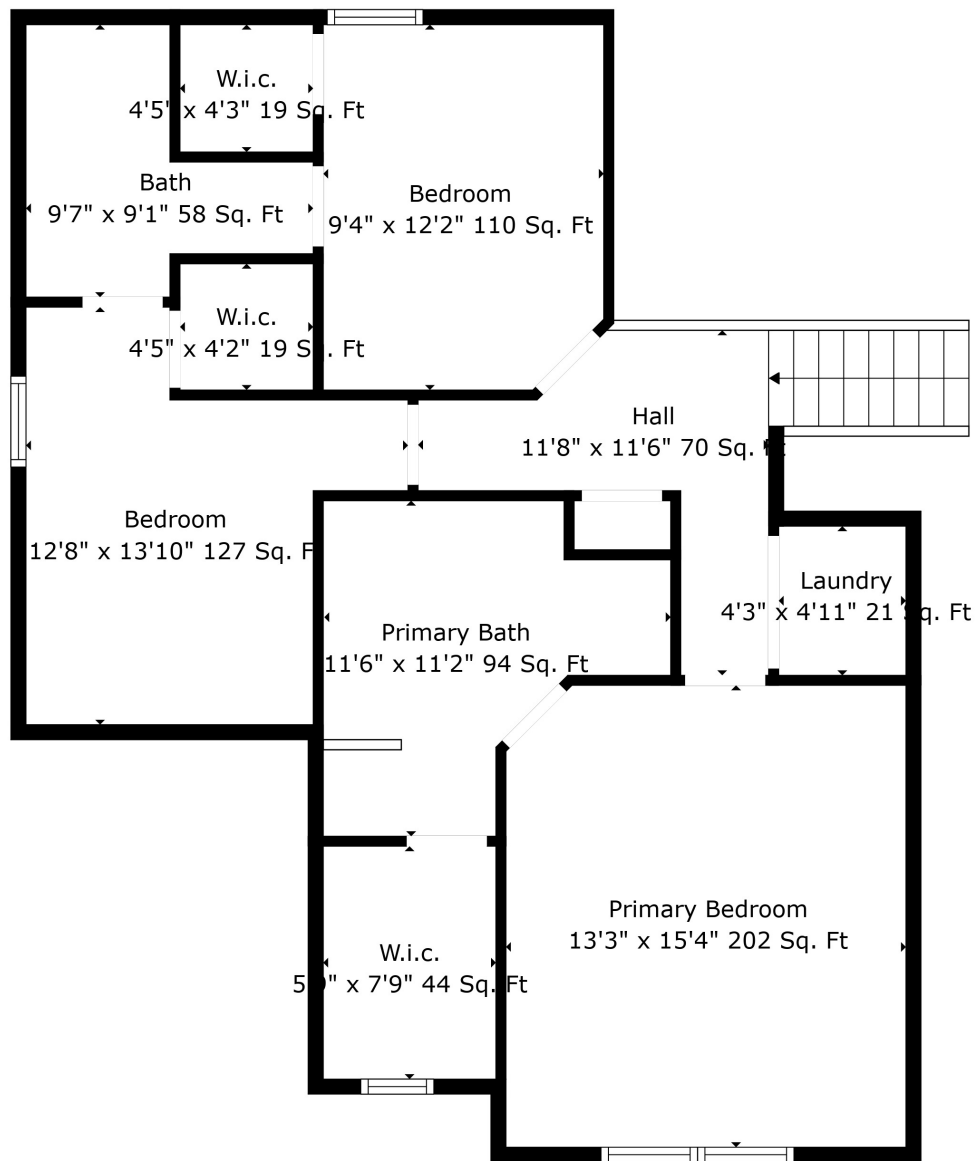 W.i.c.
4'5" x 4'3" 19 Sq. Ft
Bath
9'7" x 9'1" 58 Sq. Ft
Bedroom
9'4" x 12'2" 110 Sq. Ft
W.i.c.
4'5" x 4'2" 19 Sq. Ft
Hall
11'8" x 11'6" 70 Sq. Ft
Bedroom
12'8" x 13'10" 127 Sq. Ft
Laundry
4'3" x 4'11" 21 Sq. Ft
Primary Bath
11'6" x 11'2" 94 Sq. Ft
Primary Bedroom
13'3" x 15'4" 202 Sq. Ft
W.i.c.
5'9" x 7'9" 44 Sq. Ft